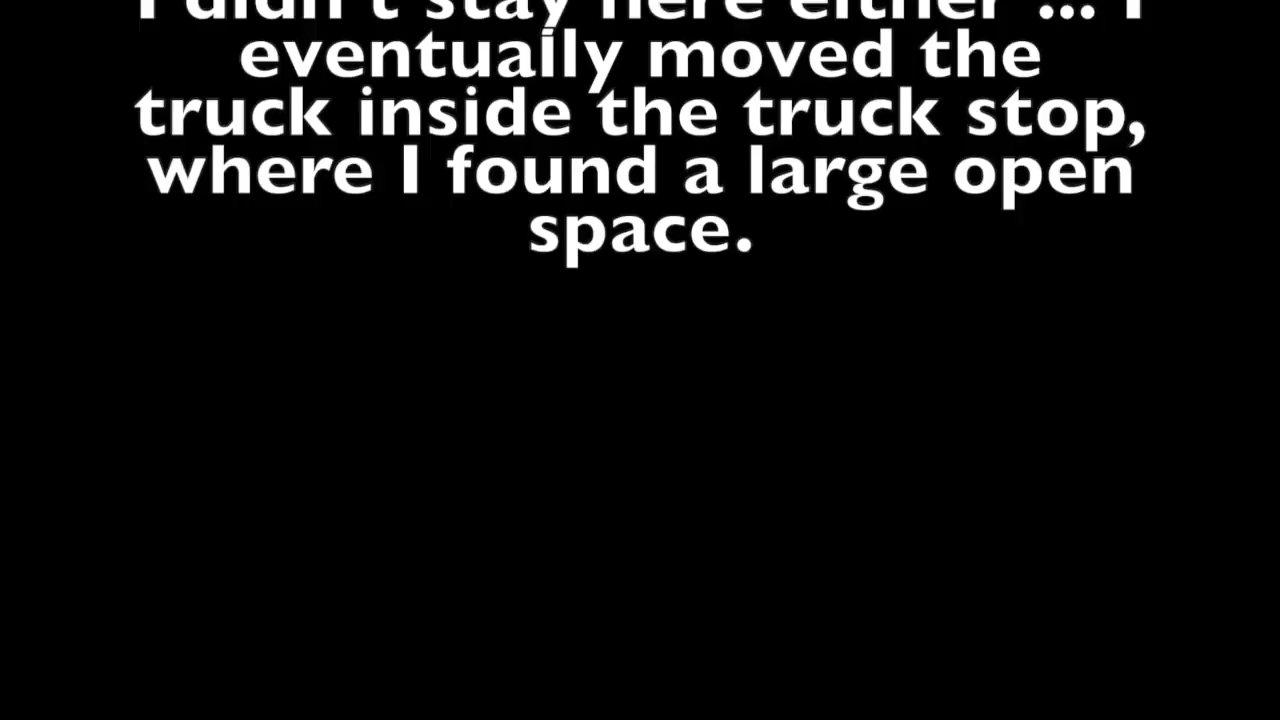 I didn't stay here either ... I
eventually moved the
truck inside the truck stop,
where I found a large open
space.